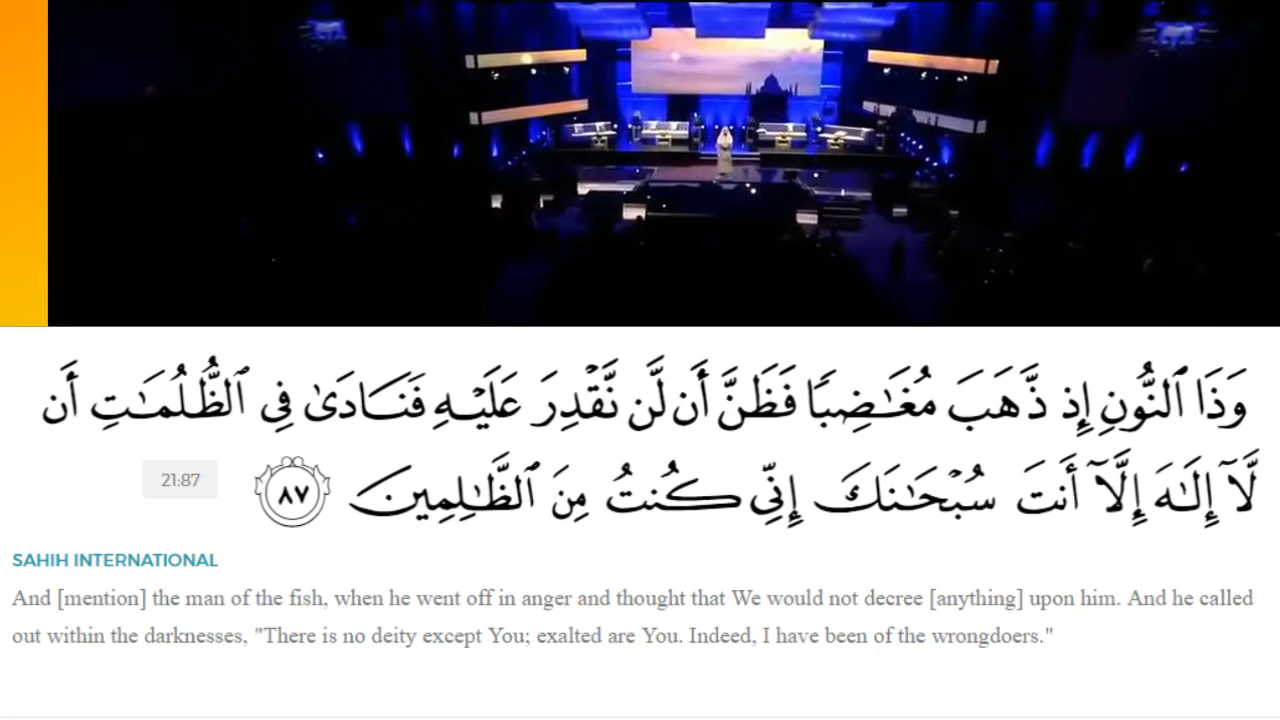 وَذَا ٱلنُّونِ إِذ ذَّهَبَ مُغَـٰضِبًا فَظَنَّ أَن لَّن نَّقْدِرَ عَلَيْهِ فَنَادَىٰ فِى ٱلظُّلُمَـٰتِ أَن
لَّآ إِلَـٰهَ إِلَّآ أَنتَ سُبْحَـٰنَكَ إِنِّى كُنتُ مِنَ ٱلظَّـٰلِمِينَ ٨٧
21:87
SAHIH INTERNATIONAL
And [mention] the man of the fish, when he went off in anger and thought that We would not decree [anything] upon him. And he called
out within the darknesses, "There is no deity except You; exalted are You. Indeed, I have been of the wrongdoers."